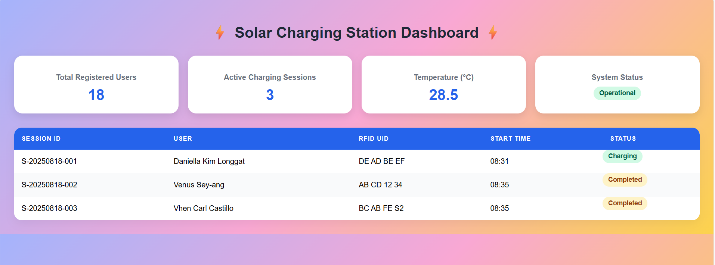 ⚡ Solar Charging Station Dashboard ⚡
Total Registered Users
18
Active Charging Sessions
3
Temperature (°C)
28.5
System Status
Operational
SESSION ID USER RFID UID START TIME STATUS
S-20250818-001 Daniella Kim Longgat DE AD BE EF 08:31 Charging
S-20250818-002 Venus Sey-ang AB CD 12 34 08:35 Completed
S-20250818-003 Vhen Carl Castillo BC AB FE S2 08:35 Completed